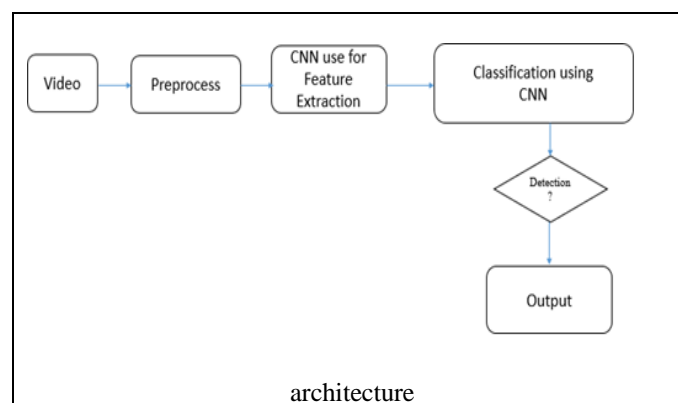 Video
Preprocess
CNN use for
Feature
Extraction
Classification using
CNN
Detection
?
Output
architecture